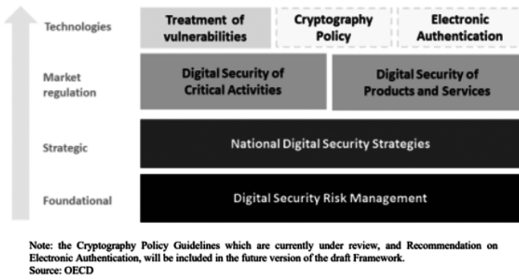 Technologies
Treatment of
vulnerabilities
Cryptography
Policy
Electronic
Authentication
Market
regulation
Digital Security of
Critical Activities
Digital Security of
Products and Services
Strategic
National Digital Security Strategies
Foundational
Digital Security Risk Management
Note: the Cryptography Policy Guidelines which are currently under review, and Recommendation on
Electronic Authentication, will be included in the future version of the draft Framework.
Source: OECD